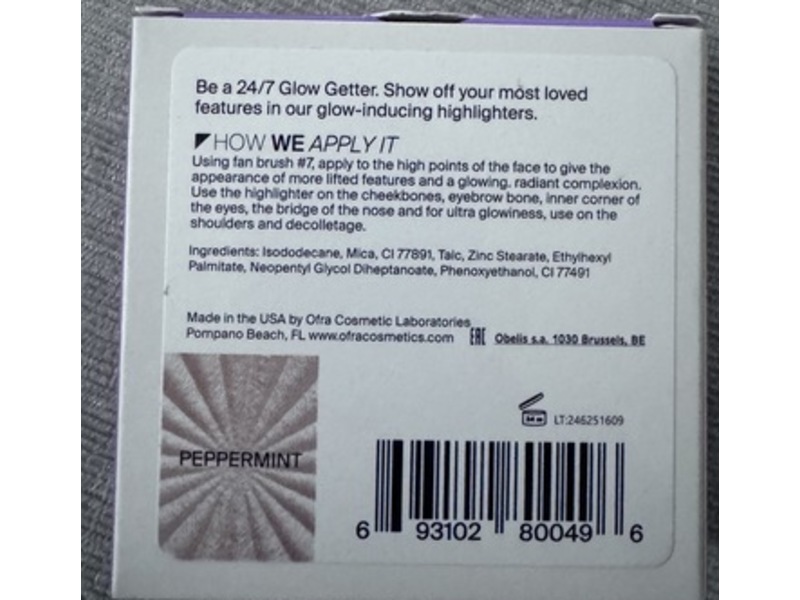 Be a 24/7 Glow Getter. Show off your most loved
features in our glow-inducing highlighters.
HOW WE APPLY IT
Using fan brush #7, apply to the high points of the face to give the
appearance of more lifted features and a glowing. radiant complexion.
Use the highlighter on the cheekbones, eyebrow bone, inner corner of
the eyes, the bridge of the nose and for ultra glowiness, use on the
shoulders and decolletage.
Ingredients: Isododecane, Mica, CI 77891, Talc, Zinc Stearate, Ethylhexyl
Palmitate, Neopentyl Glycol Diheptanoate, Phenoxyethanol, CI 77491
Made in the USA by Ofra Cosmetic Laboratories
Pompano Beach, FL www.ofracosmetics.com EAC Obelis s.a. 1030 Brussels, BE
LT:246251609
PEPPERMINT
6 93102 80049 6